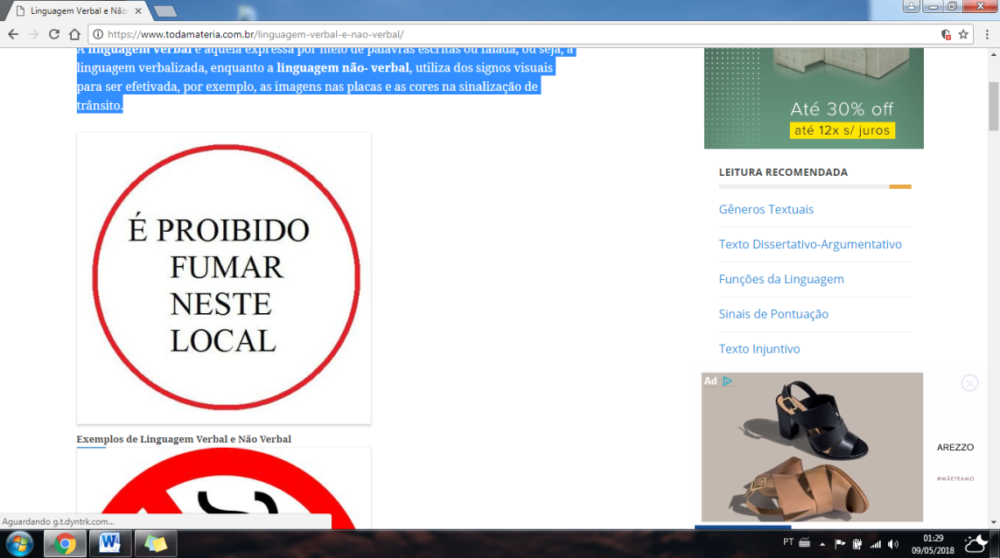 Linguagem Verbal e Não
https://www.todamateria.com.br/linguagem-verbal-e-nao-verbal/
A linguagem verbal é aquela expressa por meio de palavras escritas ou falada, ou seja, a
linguagem verbalizada, enquanto a linguagem não- verbal, utiliza dos signos visuais
para ser efetivada, por exemplo, as imagens nas placas e as cores na sinalização de
trânsito.
É PROIBIDO
FUMAR
NESTE
LOCAL
Exemplos de Linguagem Verbal e Não Verbal
Até 30% off
até 12x s/ juros
LEITURA RECOMENDADA
Gêneros Textuais
Texto Dissertativo-Argumentativo
Funções da Linguagem
Sinais de Pontuação
Texto Injuntivo
Ad
AREZZO
#MÃETEAMO
Aguardando g.t.dyntrk.com...
PT
01:29
09/05/2018